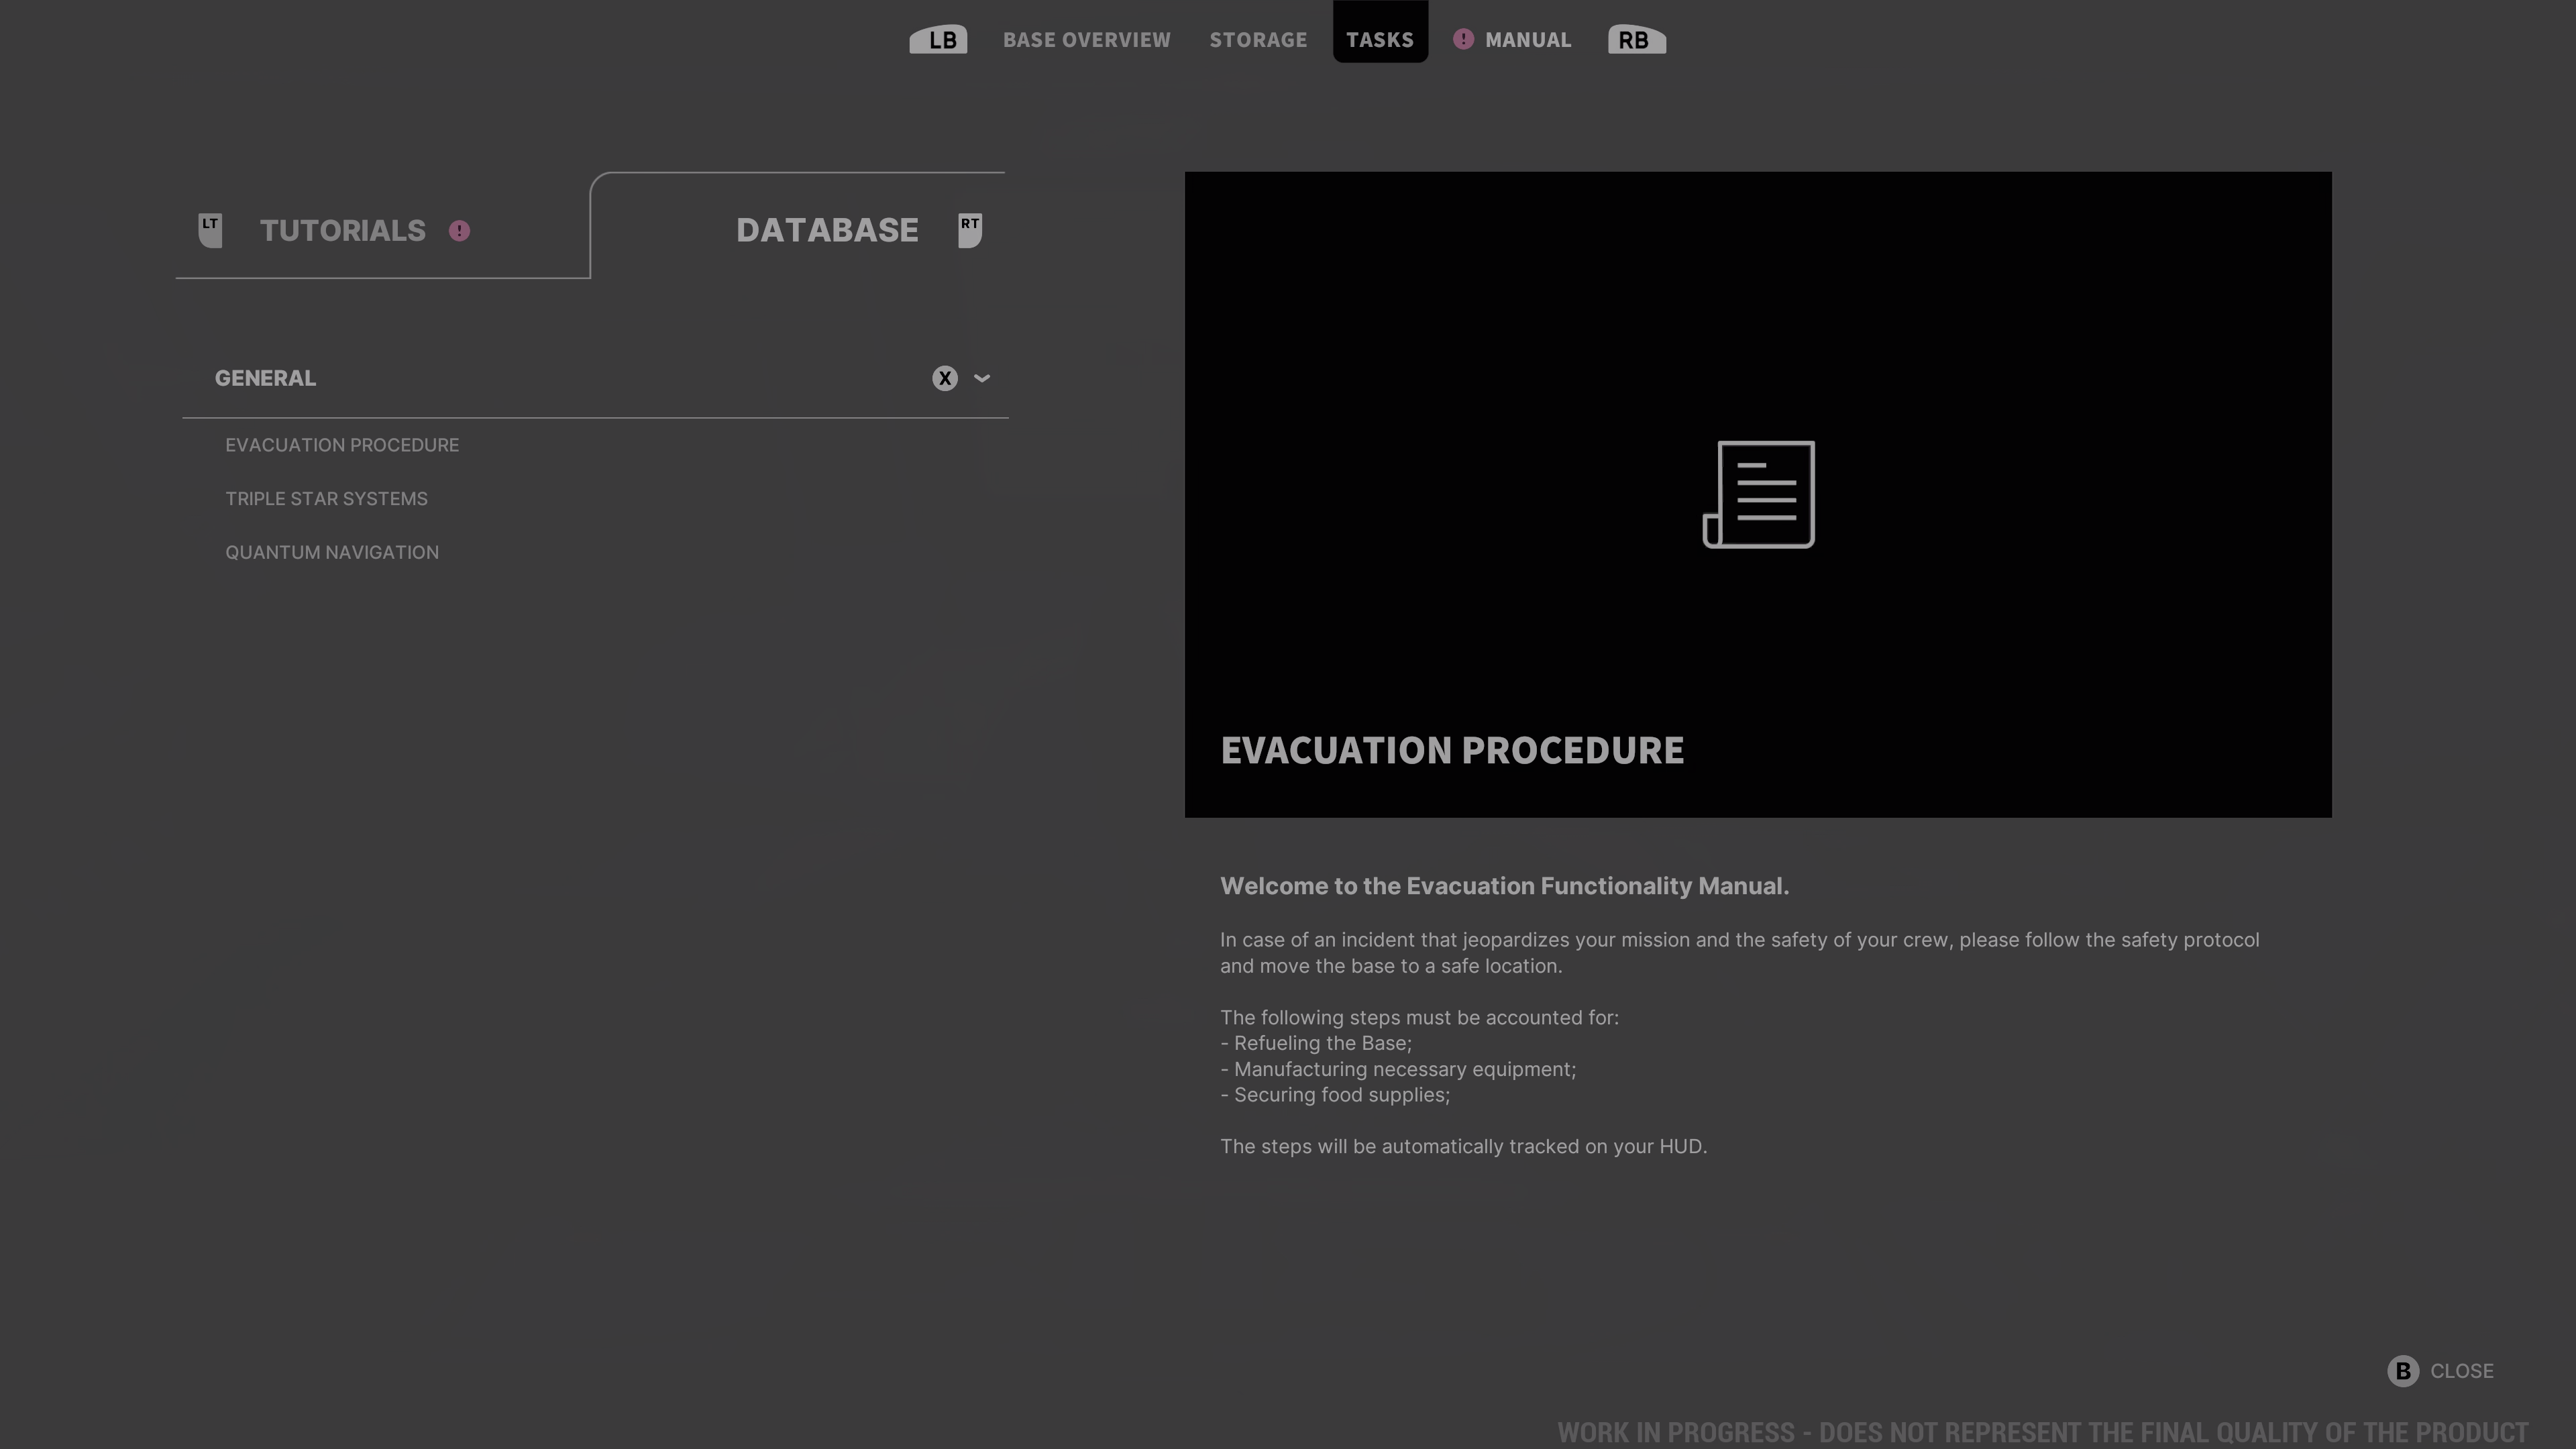 LB BASE OVERVIEW STORAGE TASKS ! MANUAL RB
LT TUTORIALS ! DATABASE RT
GENERAL X
EVACUATION PROCEDURE
TRIPLE STAR SYSTEMS
QUANTUM NAVIGATION
EVACUATION PROCEDURE
Welcome to the Evacuation Functionality Manual.
In case of an incident that jeopardizes your mission and the safety of your crew, please follow the safety protocol
and move the base to a safe location.
The following steps must be accounted for:
- Refueling the Base;
- Manufacturing necessary equipment;
- Securing food supplies;
The steps will be automatically tracked on your HUD.
B CLOSE
WORK IN PROGRESS - DOES NOT REPRESENT THE FINAL QUALITY OF THE PRODUCT